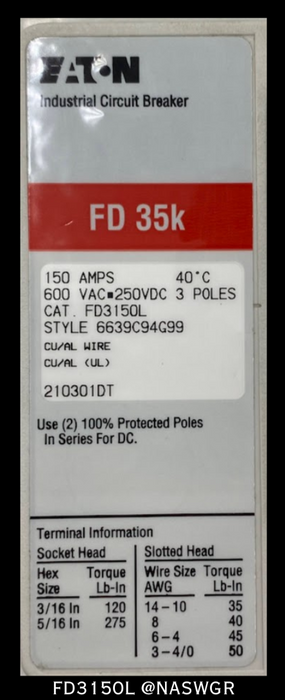 EATON
Industrial Circuit Breaker
FD 35k
150 AMPS 40°C
600 VAC■250VDC 3 POLES
CAT. FD3150L
STYLE 6639C94G99
CU/AL WIRE
CU/AL (UL)
210301DT
Use (2) 100% Protected Poles
In Series For DC.
Terminal Information
Socket Head
Hex Torque
Size Lb-In
3/16 In 120
5/16 In 275
Slotted Head
Wire Size Torque
AWG Lb-In
14-10 35
8 40
6-4 45
3-4/0 50
FD3150L @NASWGR